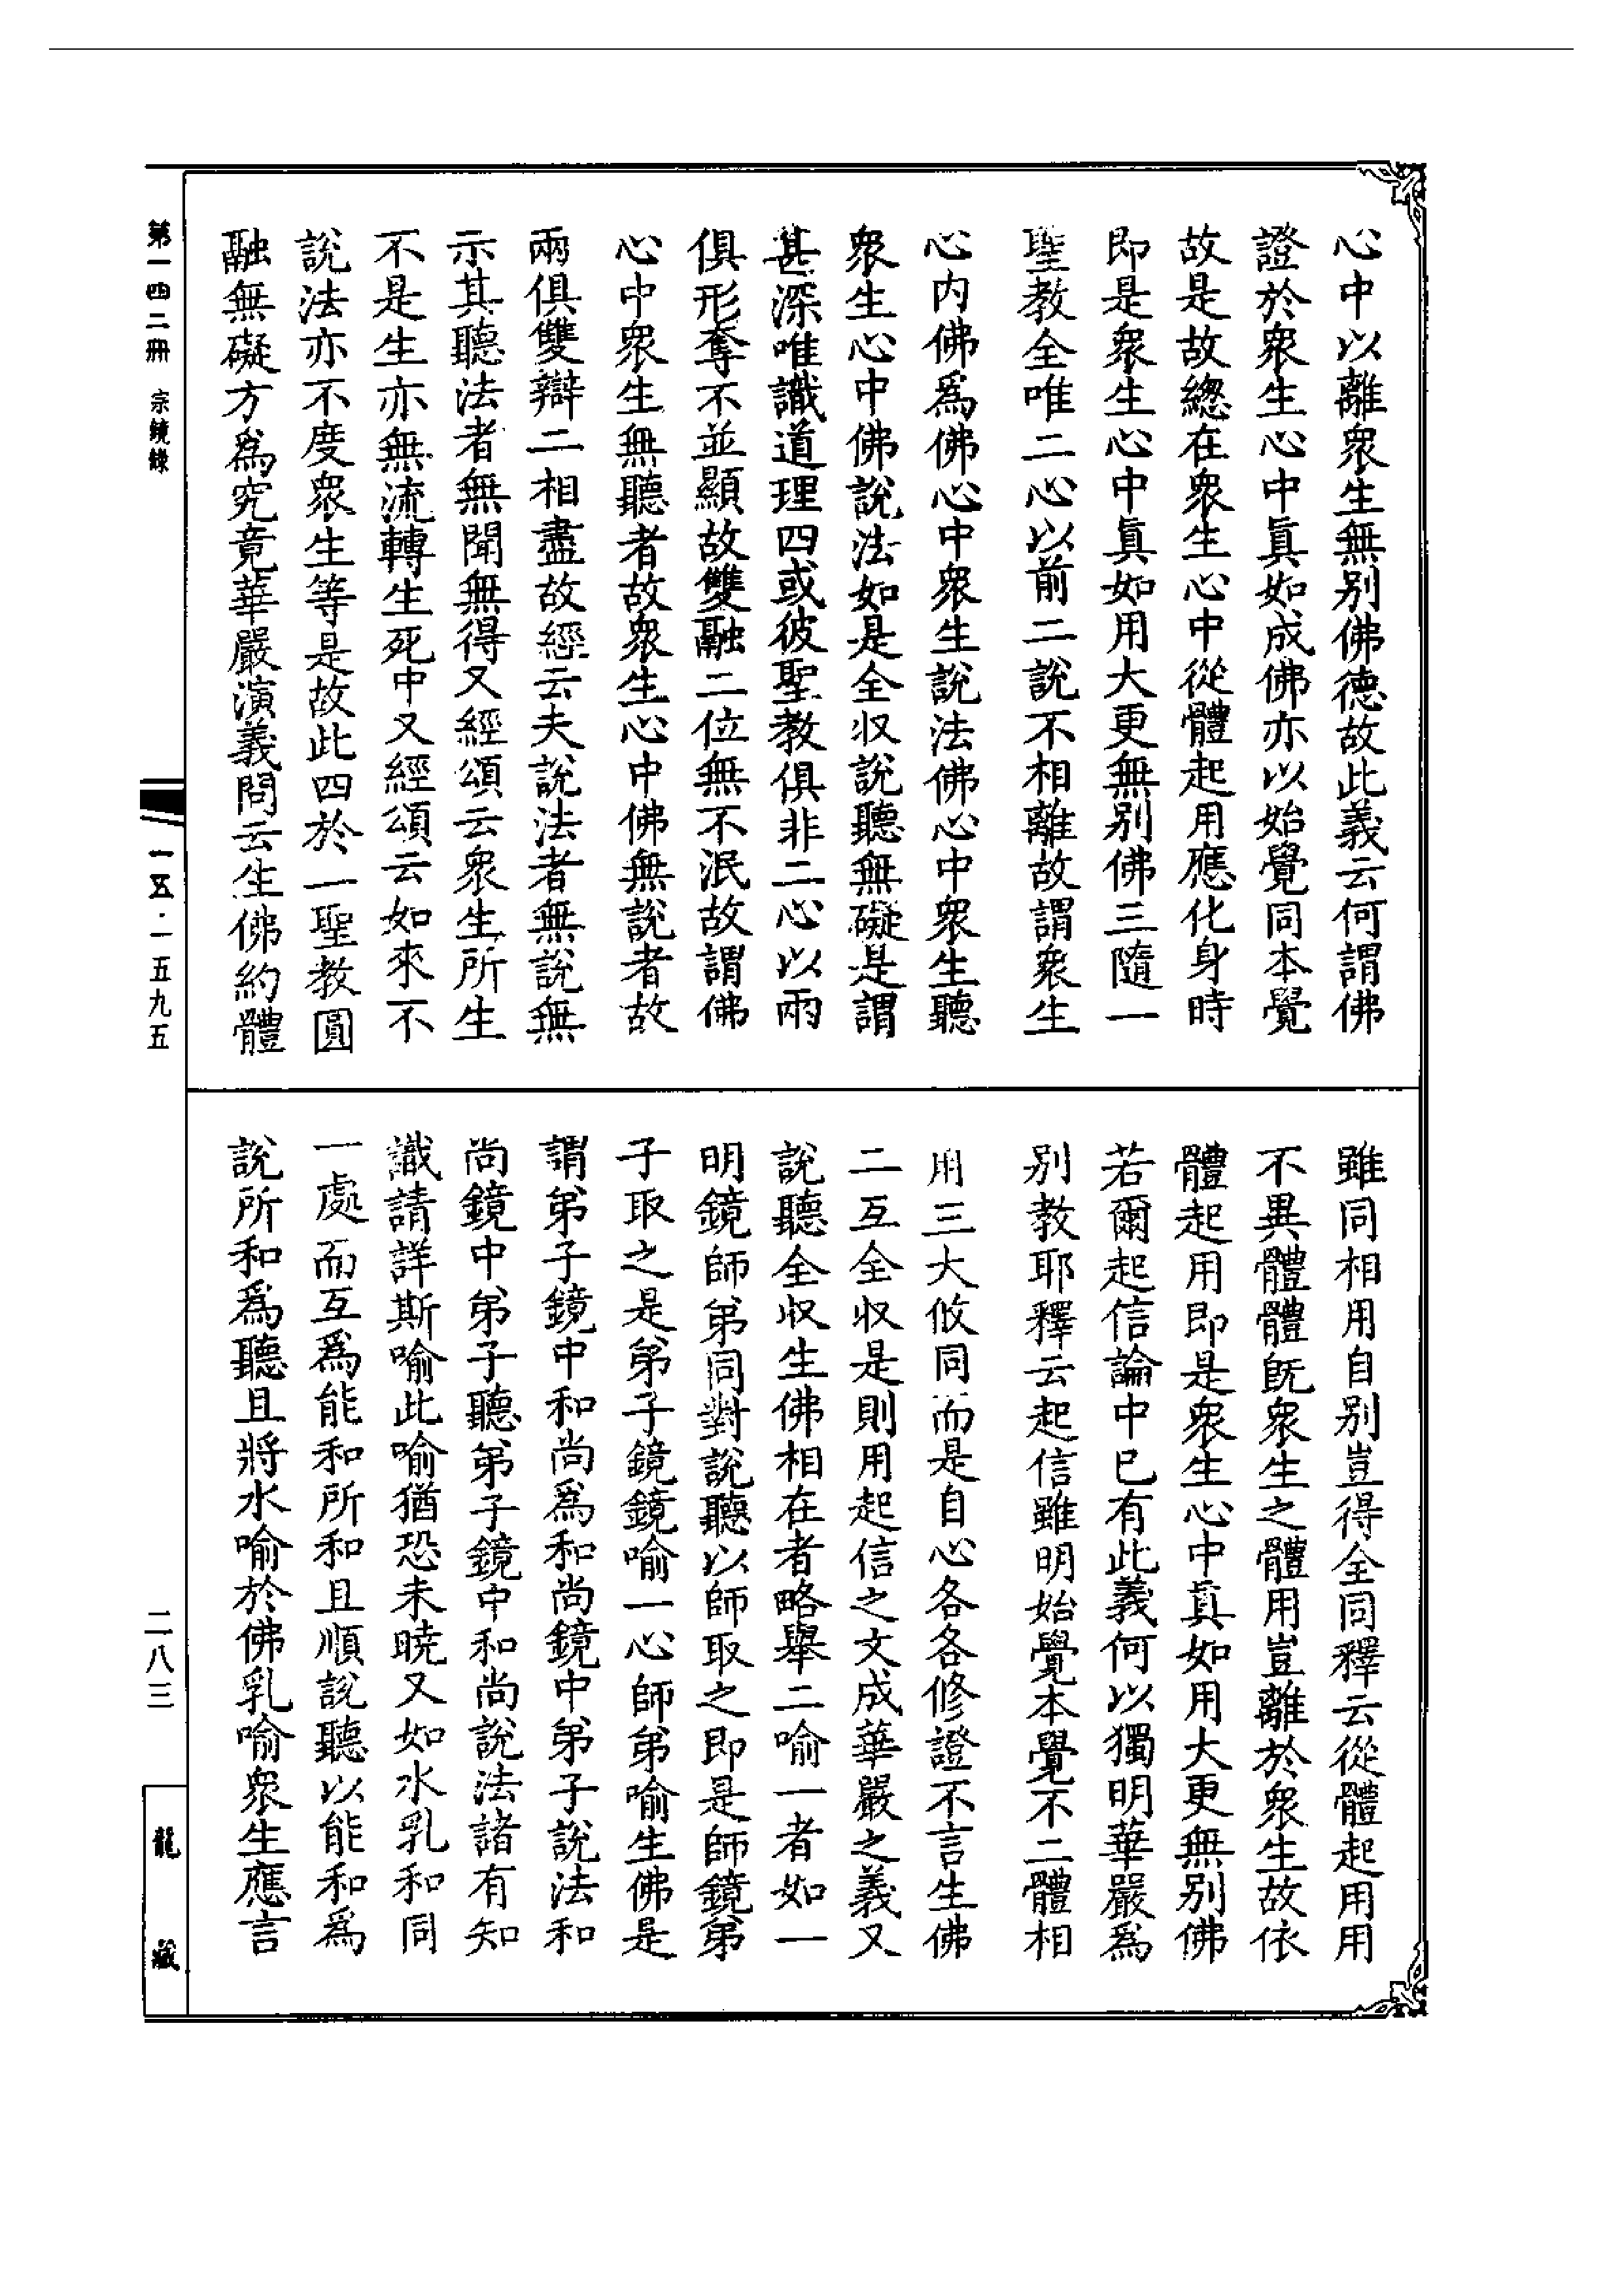 心中以離衆生無别佛德故此義云何謂佛
證於衆生心中眞如成佛亦以始覺同本覺
故是故總在衆生心中從體起用應化身時
即是衆生心中眞如用大更無别佛三隨一
聖教全唯二心以前二說不相離故謂衆生
心内佛爲佛心中衆生說法佛心中衆生聽
衆生心中佛說法如是全收說聽無礙是謂
甚深唯識道理四或彼聖教俱非二心以兩
俱形奪不並顯故雙融二位無不泯故謂佛
心中衆生無聽者故衆生心中佛無說者故
兩俱雙辯二相盡故經云夫說法者無說無
示其聽法者無聞無得又經頌云衆生所生
不是生亦無流轉生死中又經頌云如來不
說法亦不度衆生等是故此四於一聖教圓
融無礙方爲究竟華嚴演義問云生佛約體
雖同相用自别豈得全同釋云從體起用用
不異體體既衆生之體用豈離於衆生故依
體起用即是衆生心中眞如用大更無别佛
若爾起信論中已有此義何以獨明華嚴爲
别教耶釋云起信雖明始覺本覺不二體相
用三大攸同而是自心各各修證不言生佛
二互全收是則用起信之文成華嚴之義又
說聽全收生佛相在者略舉二喻一者如一
明鏡師弟同對說聽以師取之即是師鏡弟
子取之是弟子鏡鏡喻一心師弟喻生佛是
謂弟子鏡中和尚爲和尚鏡中弟子說法和
尚鏡中弟子聽弟子鏡中和尚說法諸有知
識請詳斯喻此喻猶恐未曉又如水乳和同
一處而互爲能和所和且順說聽以能和爲
說所和爲聽且將水喻於佛乳喻衆生應言
第一四二冊 宗鏡錄
一五·一五九五
二八三
龍藏